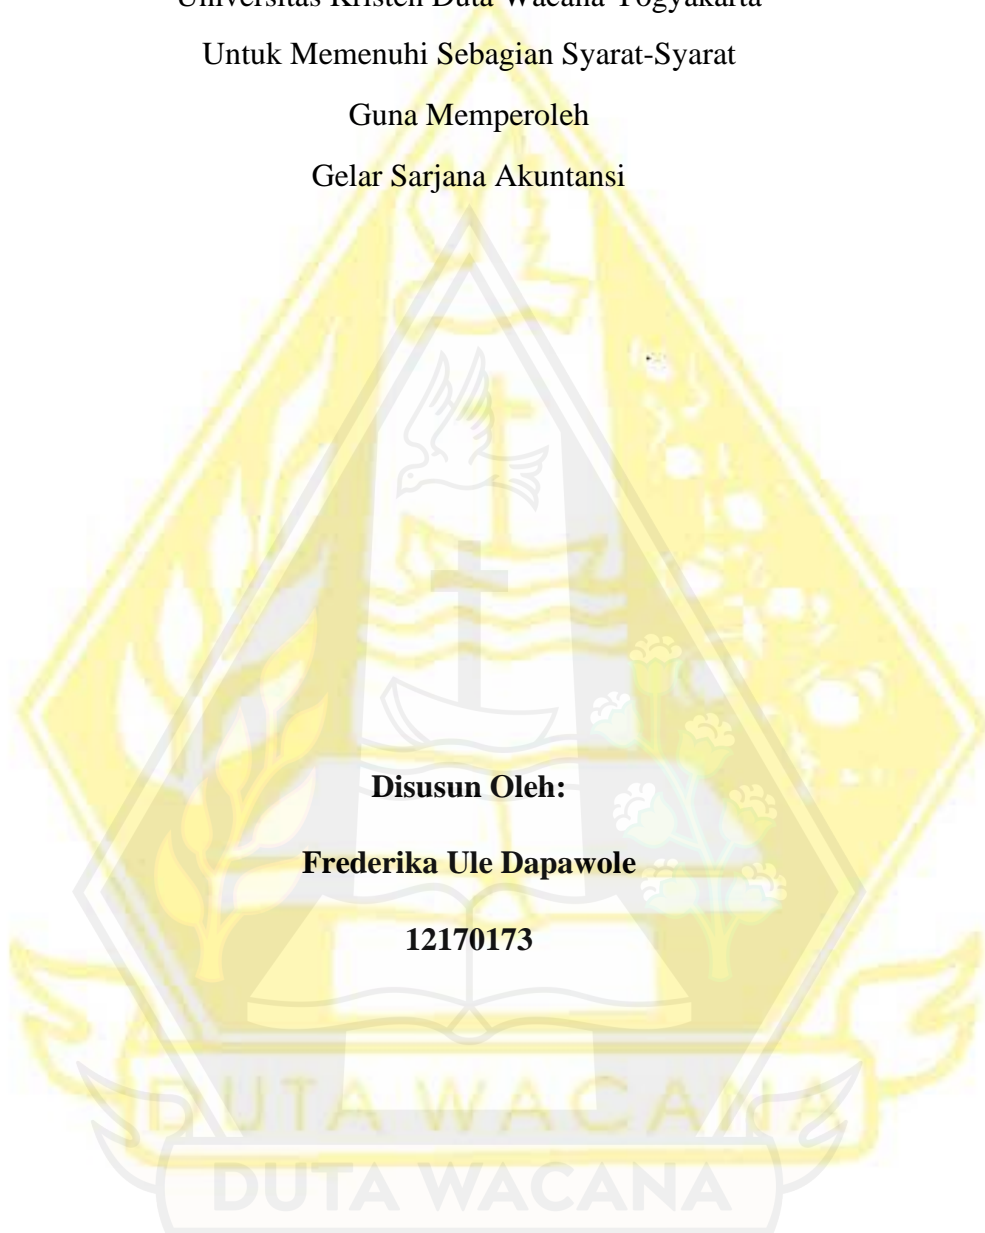 Universitas Kristen Duta Wacana Yogyakarta
Untuk Memenuhi Sebagian Syarat-Syarat
Guna Memperoleh
Gelar Sarjana Akuntansi
Disusun Oleh:
Frederika Ule Dapawole
12170173
DUTA WACANA
DUTA WACANA